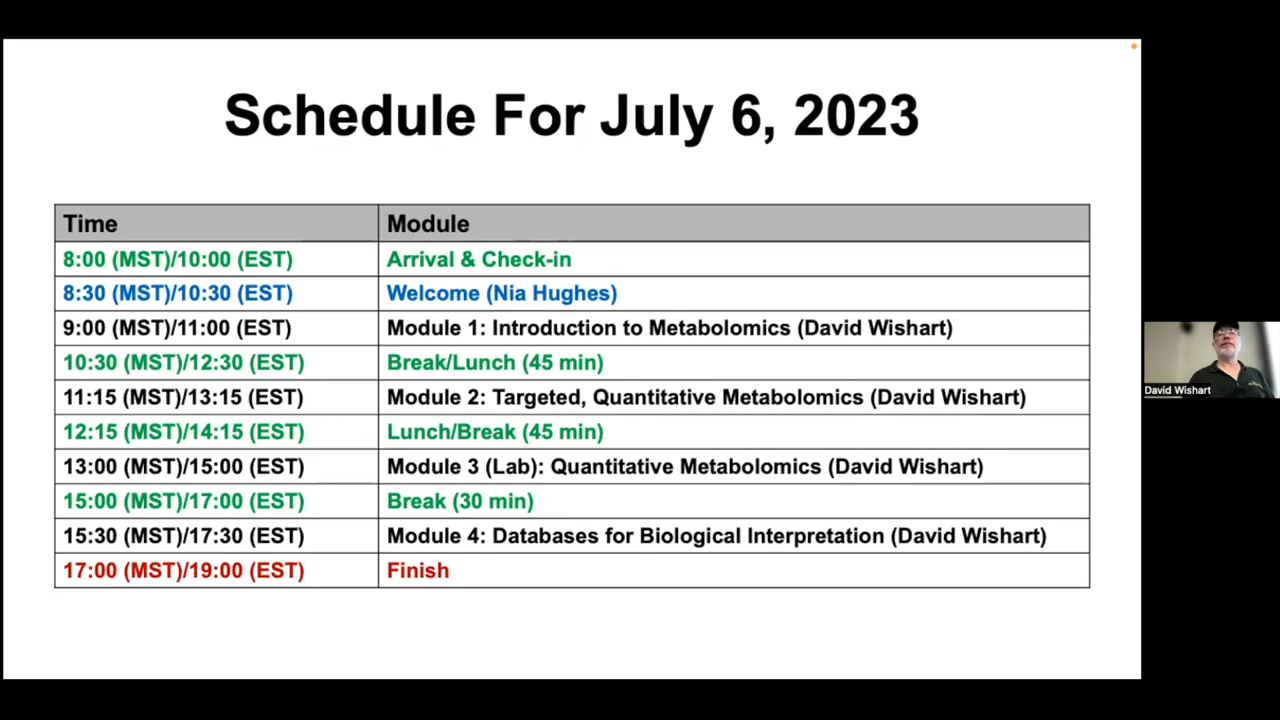 Schedule For July 6, 2023
Time Module
8:00 (MST)/10:00 (EST) Arrival & Check-in
8:30 (MST)/10:30 (EST) Welcome (Nia Hughes)
9:00 (MST)/11:00 (EST) Module 1: Introduction to Metabolomics (David Wishart)
10:30 (MST)/12:30 (EST) Break/Lunch (45 min)
11:15 (MST)/13:15 (EST) Module 2: Targeted, Quantitative Metabolomics (David Wishart)
12:15 (MST)/14:15 (EST) Lunch/Break (45 min)
13:00 (MST)/15:00 (EST) Module 3 (Lab): Quantitative Metabolomics (David Wishart)
15:00 (MST)/17:00 (EST) Break (30 min)
15:30 (MST)/17:30 (EST) Module 4: Databases for Biological Interpretation (David Wishart)
17:00 (MST)/19:00 (EST) Finish
David Wishart